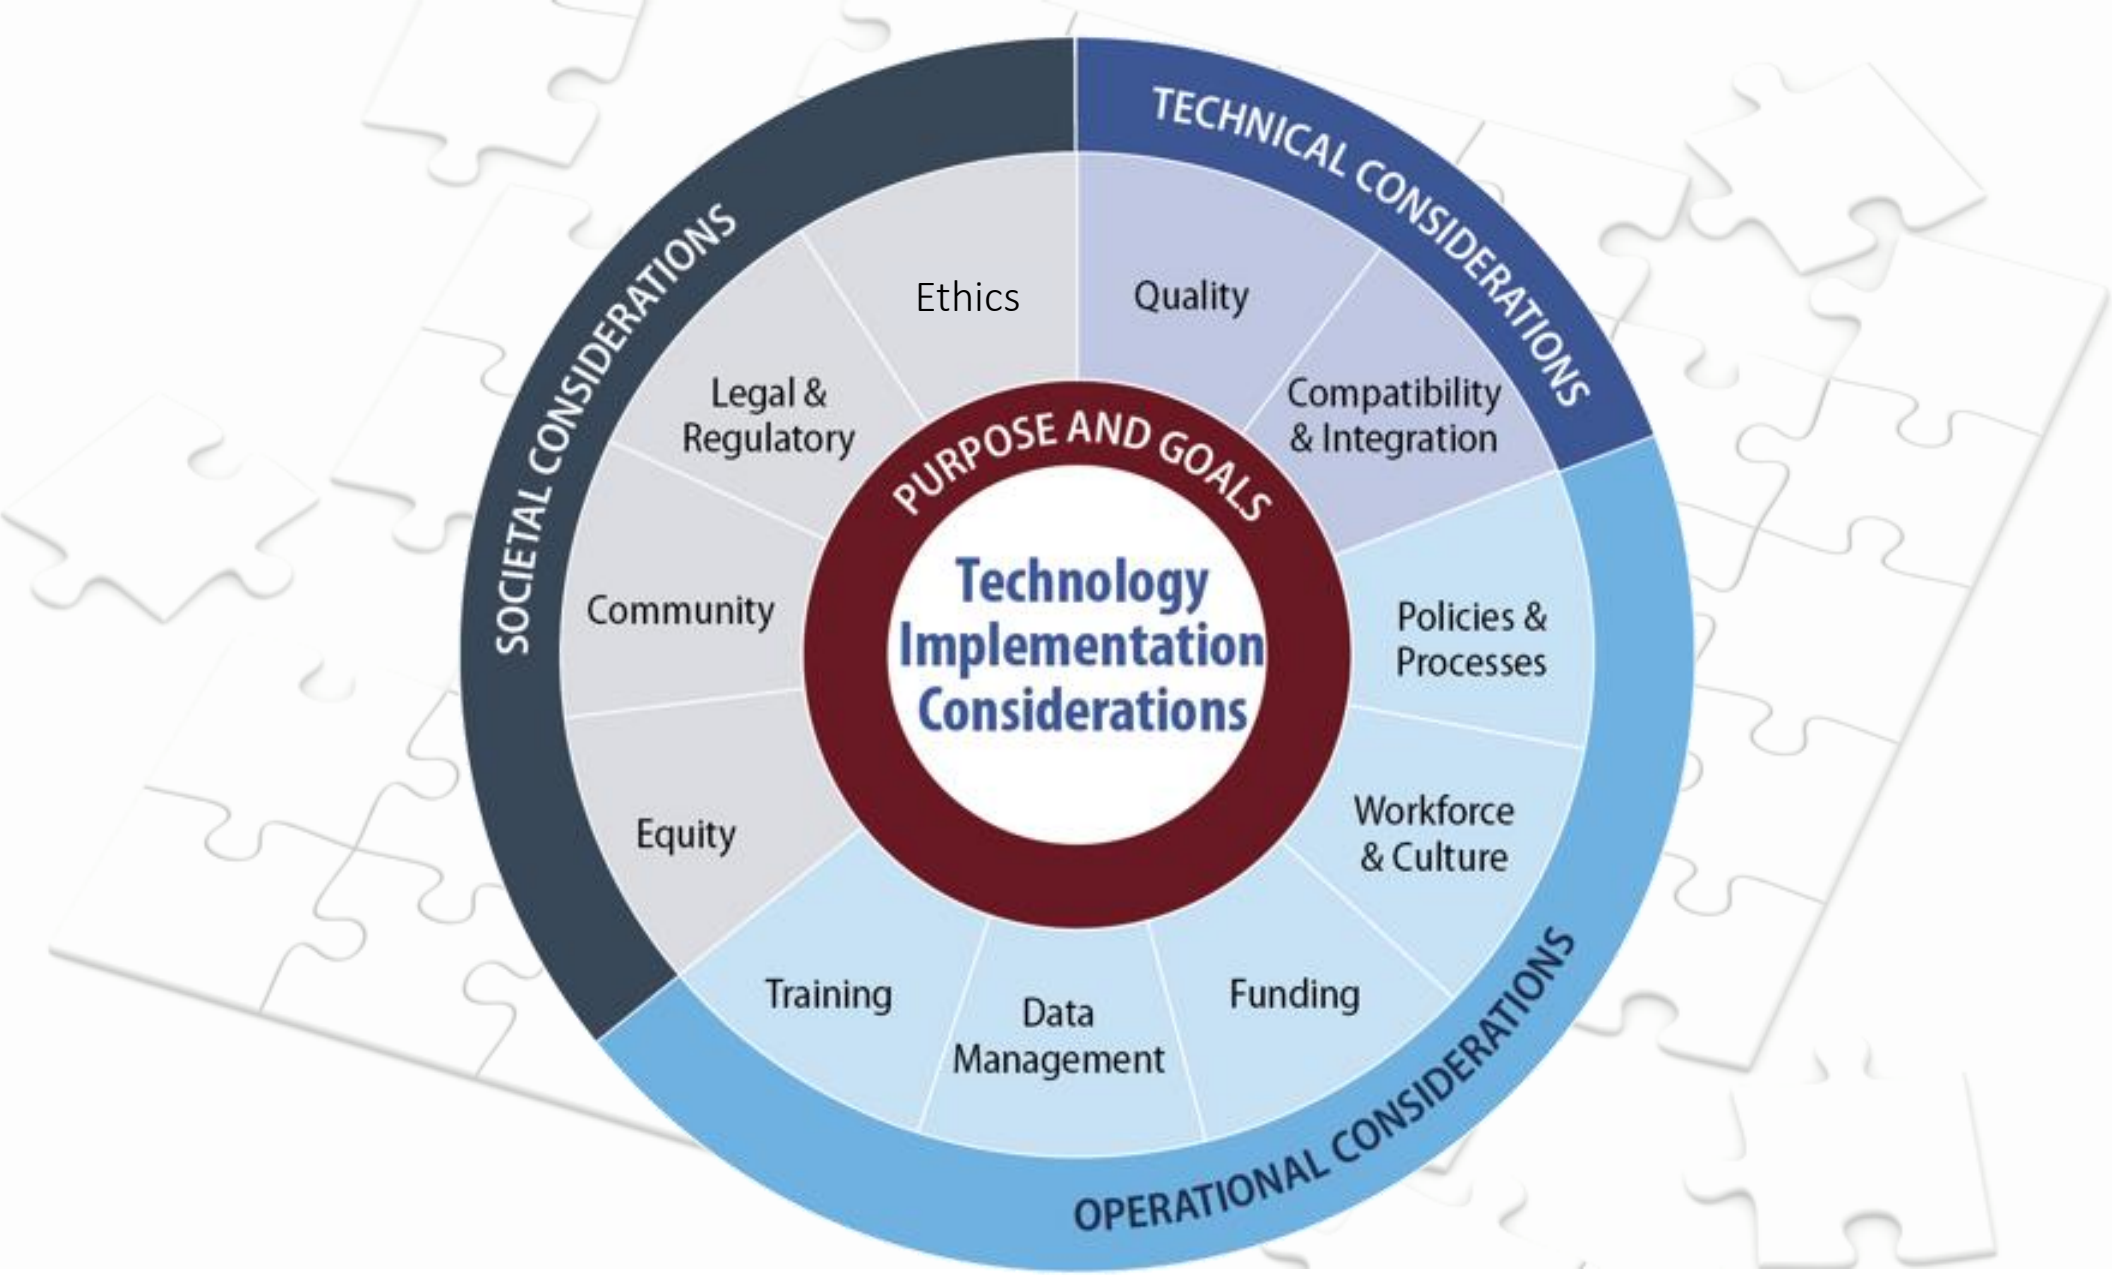 TECHNICAL CONSIDERATIONS
SOCIETAL CONSIDERATIONS
Ethics
Quality
Legal &
Regulatory
Compatibility
& Integration
PURPOSE AND GOALS
Technology
Implementation
Considerations
Community
Policies &
Processes
Equity
Workforce
& Culture
Training
Data
Management
Funding
OPERATIONAL CONSIDERATIONS